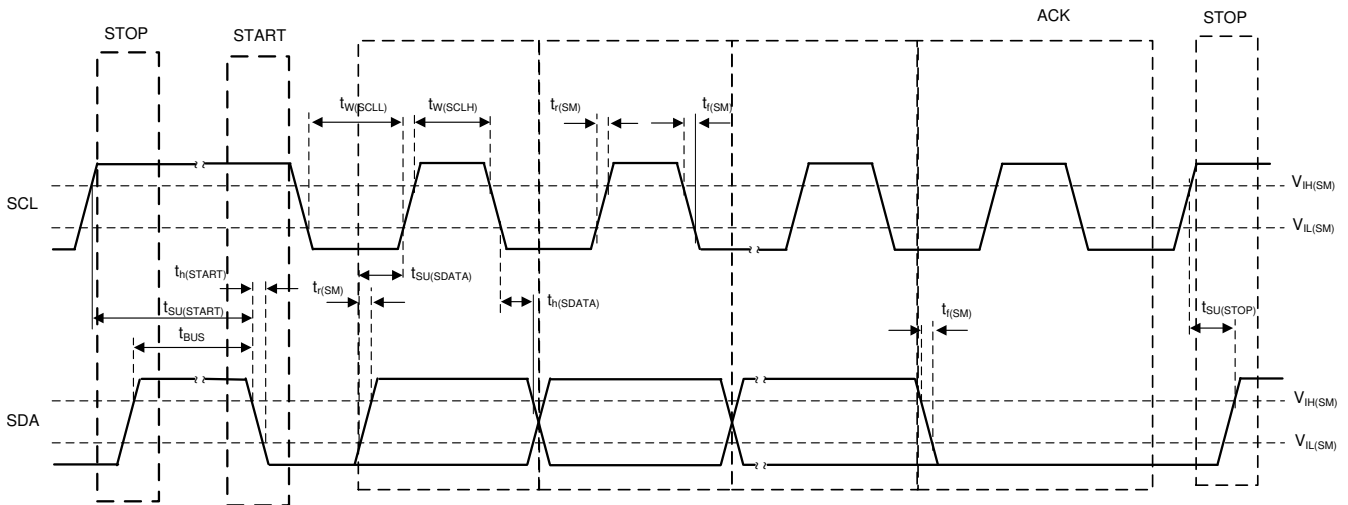 ACK
STOP
START
STOP
tW(SCLL)
tW(SCLH)
tr(SM)
tf(SM)
VIH(SM)
SCL
VIL(SM)
th(START)
tSU(SDATA)
tr(SM)
th(SDATA)
tSU(START)
tf(SM)
tSU(STOP)
tBUS
VIH(SM)
SDA
VIL(SM)